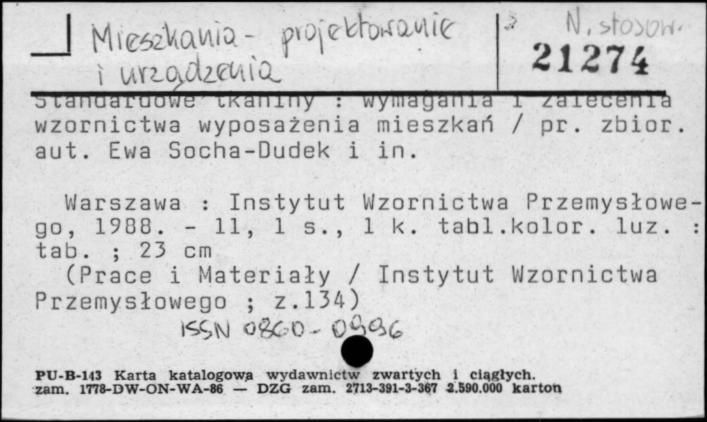 Mieszkania - projektowanie
i urządzenia
N. stosow.
21274
Standardowe tkaniny : wymagania i zalecenia
wzornictwa wyposażenia mieszkań / pr. zbior.
aut. Ewa Socha-Dudek i in.
Warszawa : Instytut Wzornictwa Przemysłowe-
go, 1988. - 11, 1 s., 1 k. tabl.kolor. luz. :
tab. ; 23 cm
(Prace i Materiały / Instytut Wzornictwa
Przemysłowego ; z.134)
ISSN 0860-0996
PU-B-143 Karta katalogowa wydawnictw zwartych i ciągłych.
zam. 1778-DW-ON-WA-86 — DZG zam. 2713-391-3-367 2.590.000 karton